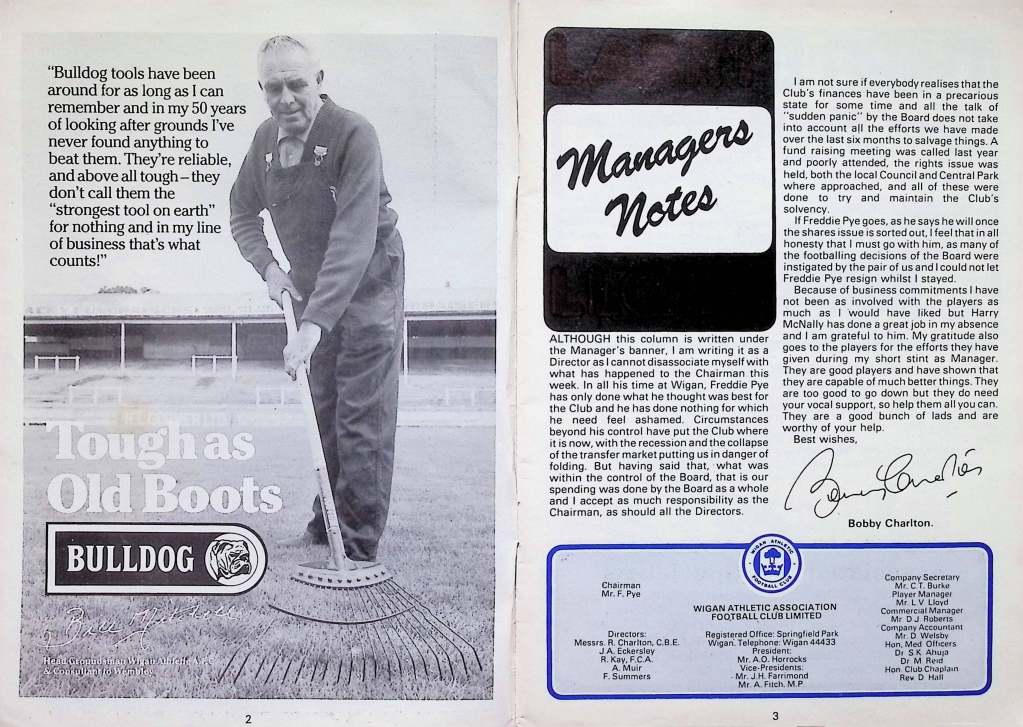 "Bulldog tools have been
around for as long as I can
remember and in my 50 years
of looking after grounds I've
never found anything to
beat them. They're reliable,
and above all tough – they
don't call them the
"strongest tool on earth"
for nothing and in my line
of business that's what
counts!"
Tough as
Old Boots
BULLDOG
Head Groundsman Wigan Athletic A.F.C.
& Consultant to Wembley
2
Managers
Notes
ALTHOUGH this column is written under
the Manager's banner, I am writing it as a
Director as I cannot disassociate myself with
what has happened to the Chairman this
week. In all his time at Wigan, Freddie Pye
has only done what he thought was best for
the Club and he has done nothing for which
he need feel ashamed. Circumstances
beyond his control have put the Club where
it is now, with the recession and the collapse
of the transfer market putting us in danger of
folding. But having said that, what was
within the control of the Board, that is our
spending was done by the Board as a whole
and I accept as much responsibility as the
Chairman, as should all the Directors.
I am not sure if everybody realises that the
Club's finances have been in a precarious
state for some time and all the talk of
"sudden panic" by the Board does not take
into account all the efforts we have made
over the last six months to salvage things. A
fund raising meeting was called last year
and poorly attended, the rights issue was
held, both the local Council and Central Park
where approached, and all of these were
done to try and maintain the Club's
solvency.
If Freddie Pye goes, as he says he will once
the shares issue is sorted out, I feel that in all
honesty that I must go with him, as many of
the footballing decisions of the Board were
instigated by the pair of us and I could not let
Freddie Pye resign whilst I stayed.
Because of business commitments I have
not been as involved with the players as
much as I would have liked but Harry
McNally has done a great job in my absence
and I am grateful to him. My gratitude also
goes to the players for the efforts they have
given during my short stint as Manager.
They are good players and have shown that
they are capable of much better things. They
are too good to go down but they do need
your vocal support, so help them all you can.
They are a good bunch of lads and are
worthy of your help.
Best wishes,
Bobby Charlton
Bobby Charlton.
WIGAN ATHLETIC
FOOTBALL CLUB
Chairman
Mr. F. Pye
Directors:
Messrs. R. Charlton, C.B.E.
J A Eckersley
R. Kay, F.C.A.
A. Muir
F. Summers
WIGAN ATHLETIC ASSOCIATION
FOOTBALL CLUB LIMITED
Registered Office: Springfield Park
Wigan. Telephone: Wigan 44433
President:
Mr. A.O. Horrocks
Vice-Presidents:
Mr. J.H. Farrimond
Mr. A. Fitch. M.P.
Company Secretary
Mr. C.T. Burke
Player Manager
Mr. L V Lloyd
Commercial Manager
Mr D.J. Roberts
Company Accountant
Mr. D. Welsby
Hon. Med Officers
Dr S K Ahuja
Dr M. Reid
Hon Club Chaplain
Rev D Hall
3